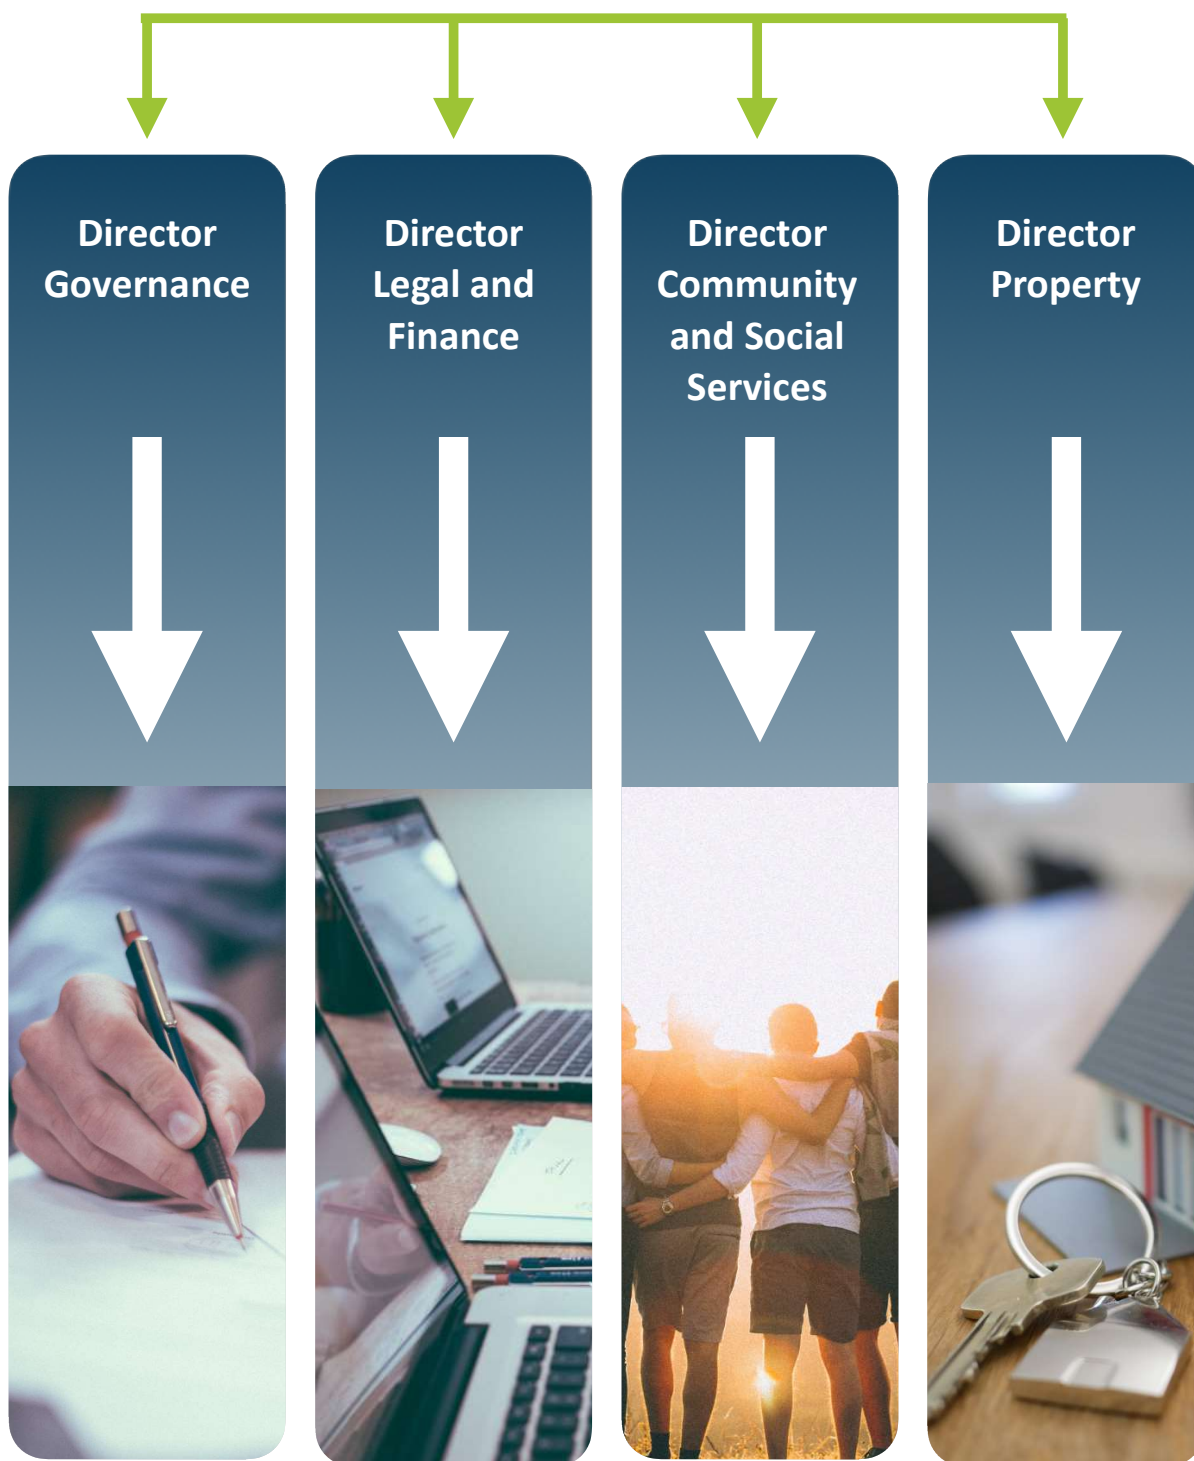 Director
Governance
Director
Legal and
Finance
Director
Community
and Social
Services
Director
Property